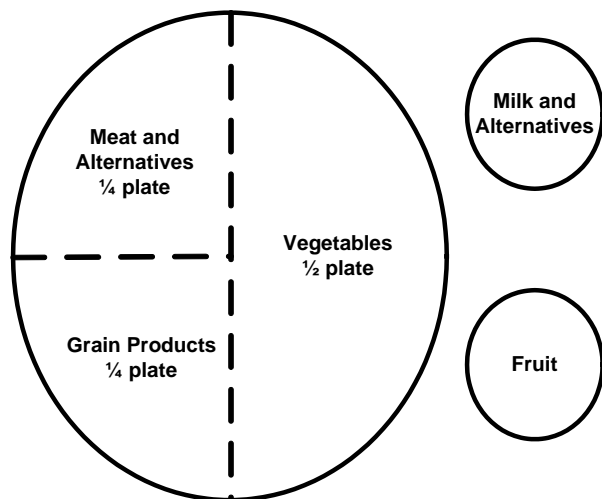 Meat and
Alternatives
¼ plate
Vegetables
½ plate
Grain Products
¼ plate
Milk and
Alternatives
Fruit